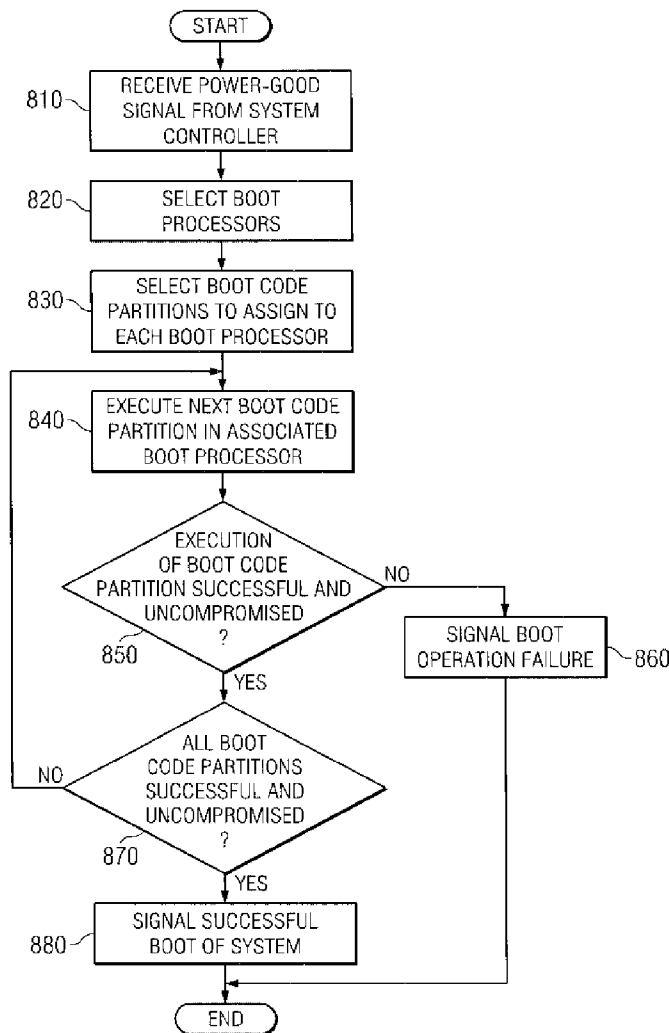 START
810
RECEIVE POWER-GOOD
SIGNAL FROM SYSTEM
CONTROLLER
820
SELECT BOOT
PROCESSORS
830
SELECT BOOT CODE
PARTITIONS TO ASSIGN TO
EACH BOOT PROCESSOR
840
EXECUTE NEXT BOOT CODE
PARTITION IN ASSOCIATED
BOOT PROCESSOR
EXECUTION
OF BOOT CODE
PARTITION SUCCESSFUL AND
UNCOMPROMISED
?
850
NO
YES
SIGNAL BOOT
OPERATION FAILURE
860
ALL BOOT
CODE PARTITIONS
SUCCESSFUL AND
UNCOMPROMISED
?
870
NO
YES
880
SIGNAL SUCCESSFUL
BOOT OF SYSTEM
END